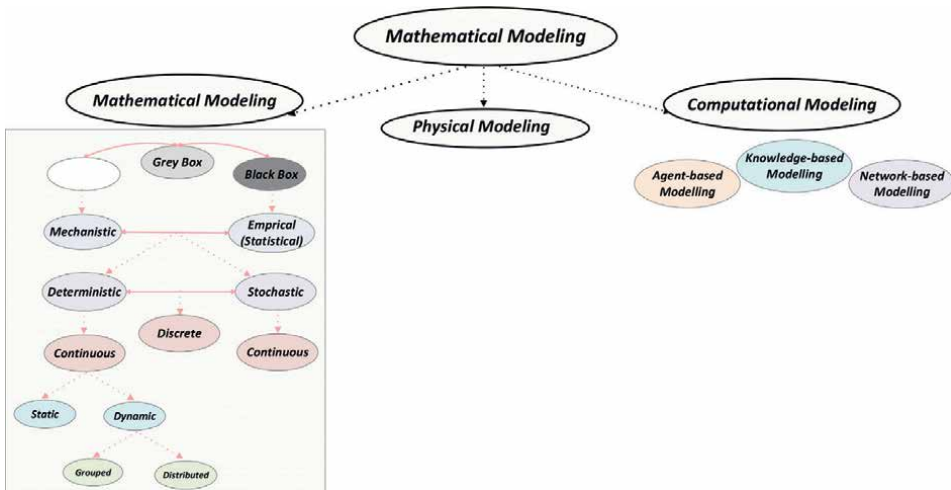 Mathematical Modeling
Mathematical Modeling
Physical Modeling
Computational Modeling
Grey Box
Black Box
Knowledge-based
Modelling
Agent-based
Modelling
Network-based
Modelling
Mechanistic
Emprical
(Statistical)
Deterministic
Stochastic
Discrete
Continuous
Continuous
Static
Dynamic
Grouped
Distributed